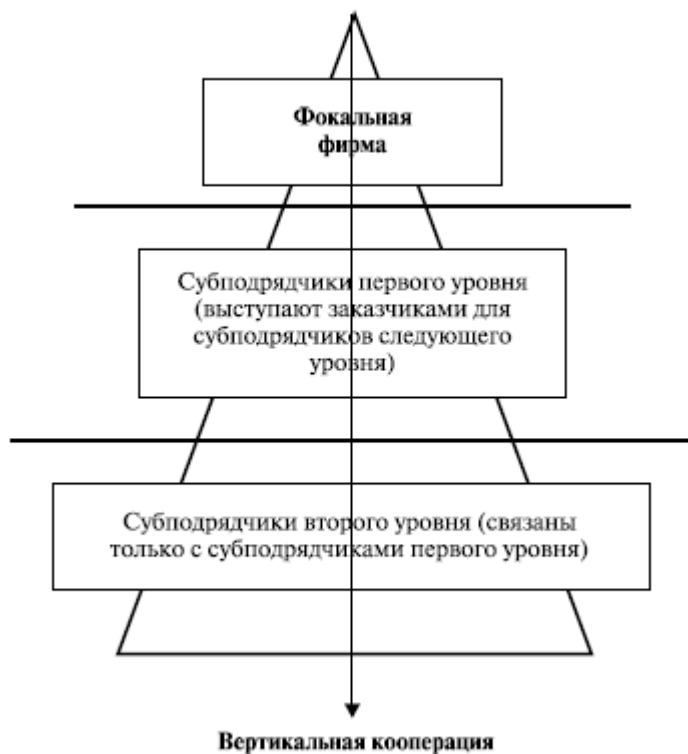 Фокальная
фирма
Субподрядчики первого уровня
(выступают заказчиками для
субподрядчиков следующего
уровня)
Субподрядчики второго уровня (связаны
только с субподрядчиками первого уровня)
Вертикальная кооперация